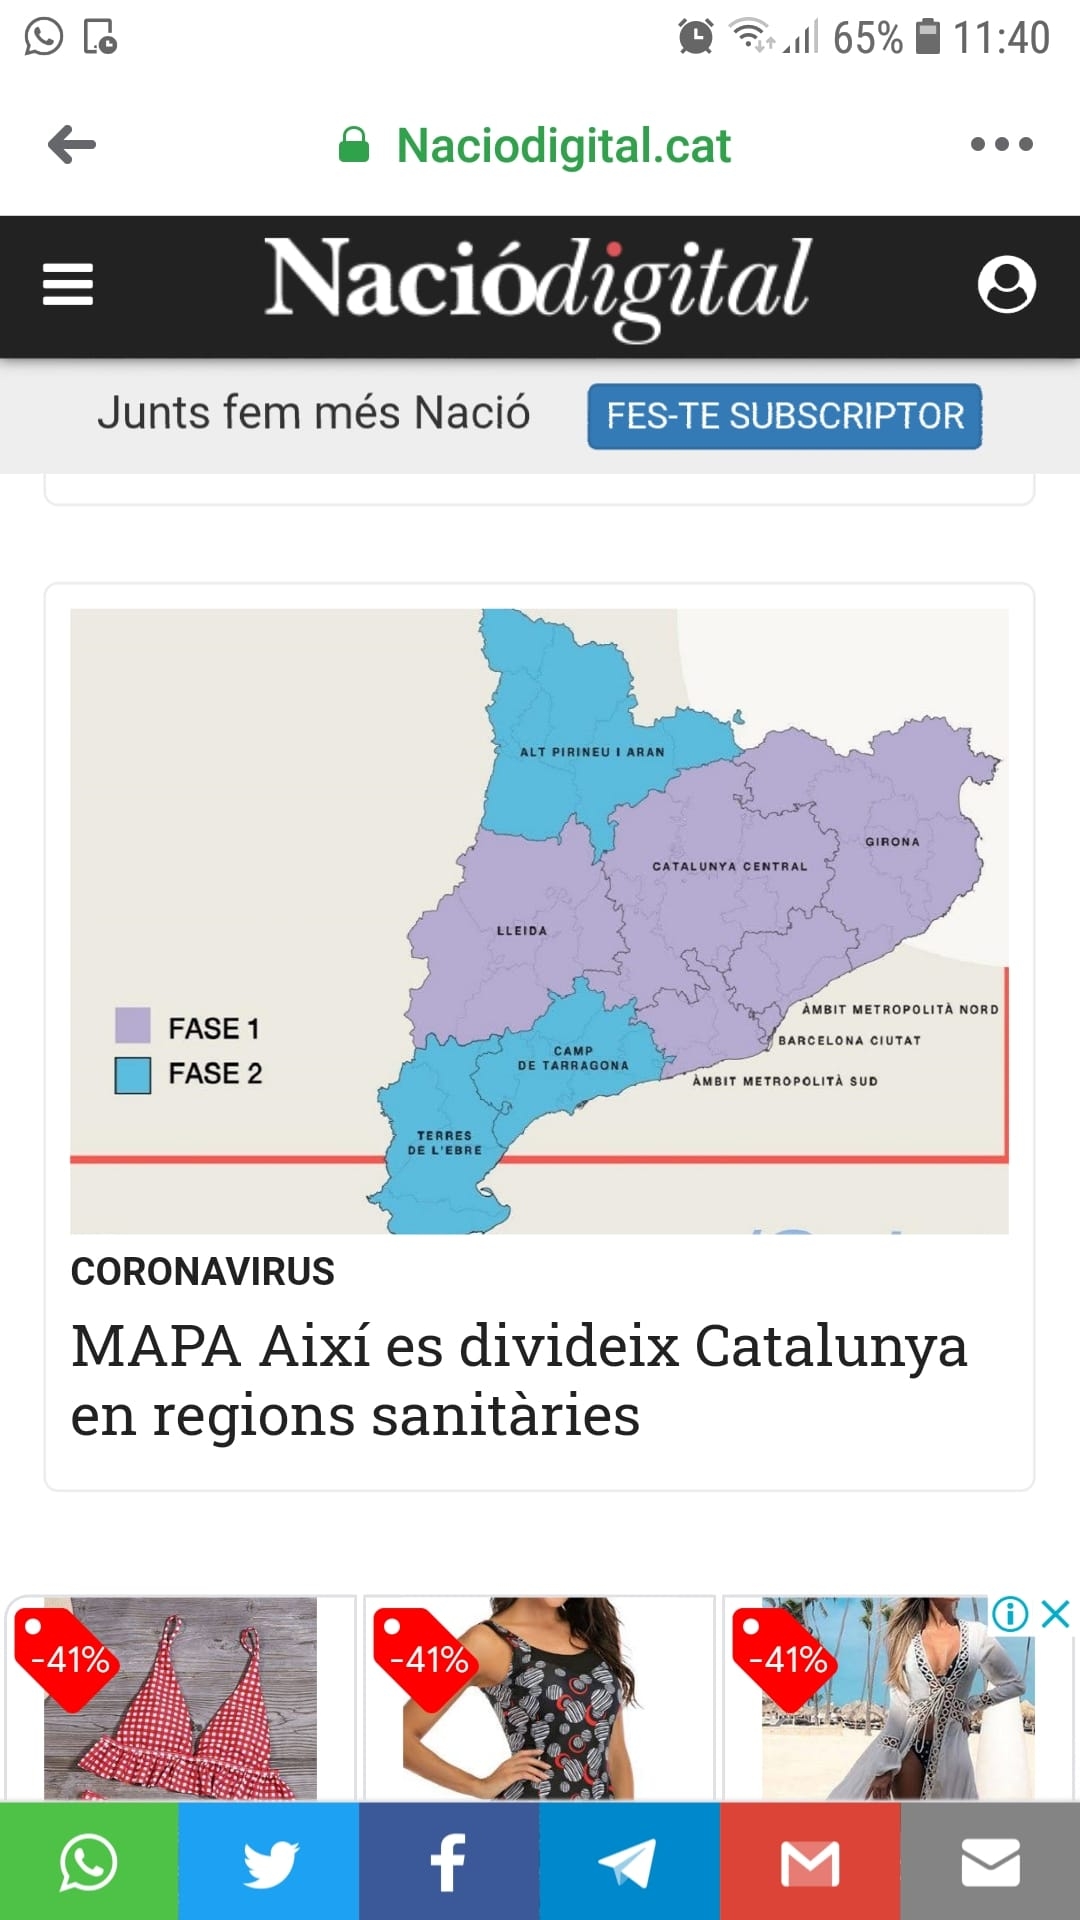 65% 11:40
Naciodigital.cat
Naciódigital
Junts fem més Nació
FES-TE SUBSCRIPTOR
ALT PIRINEU I ARAN
GIRONA
CATALUNYA CENTRAL
LLEIDA
ÀMBIT METROPOLITÀ NORD
BARCELONA CIUTAT
ÀMBIT METROPOLITÀ SUD
FASE 1
FASE 2
CAMP
DE TARRAGONA
TERRES
DE L'EBRE
CORONAVIRUS
MAPA Així es divideix Catalunya
en regions sanitàries
-41%
-41%
-41%